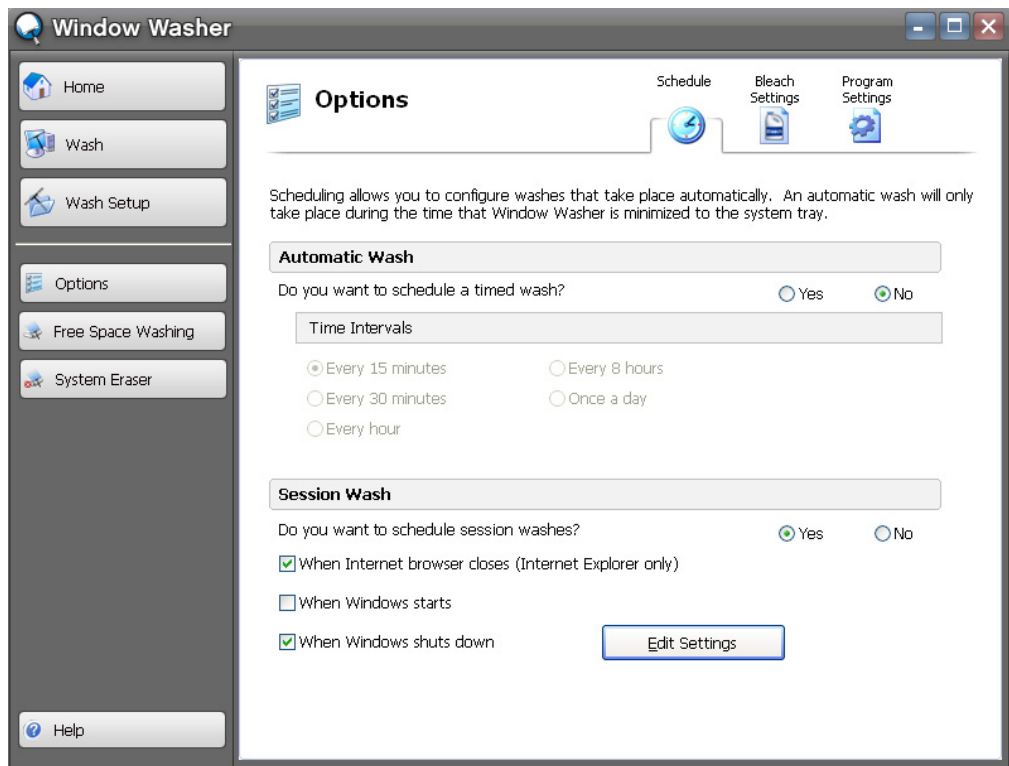 Window Washer
Home
Wash
Wash Setup
Options
Free Space Washing
System Eraser
Help
Options
Schedule
Bleach
Settings
Program
Settings
Scheduling allows you to configure washes that take place automatically. An automatic wash will only
take place during the time that Window Washer is minimized to the system tray.
Automatic Wash
Do you want to schedule a timed wash? Yes No
Time Intervals
Every 15 minutes Every 8 hours
Every 30 minutes Once a day
Every hour
Session Wash
Do you want to schedule session washes? Yes No
When Internet browser closes (Internet Explorer only)
When Windows starts
When Windows shuts down Edit Settings